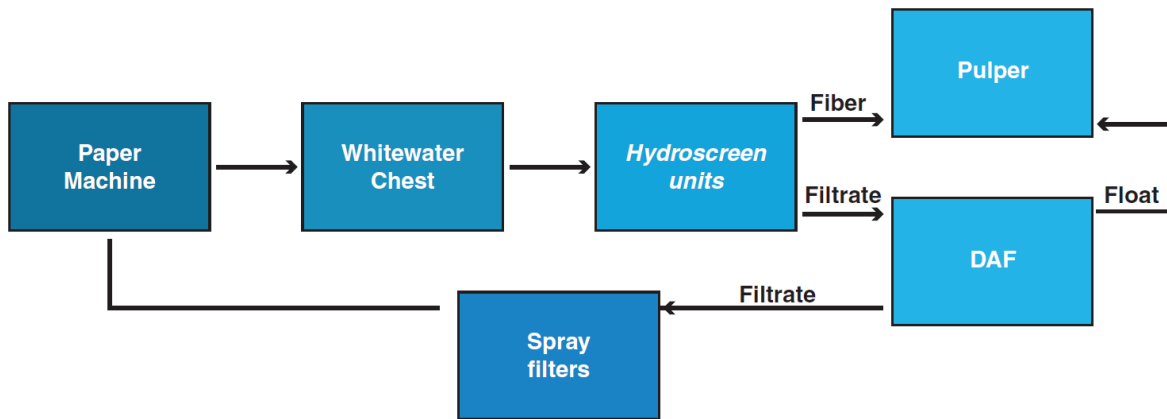 Paper
Machine
Whitewater
Chest
Hydroscreen
units
Fiber
Pulper
Filtrate
DAF
Float
Filtrate
Spray
filters